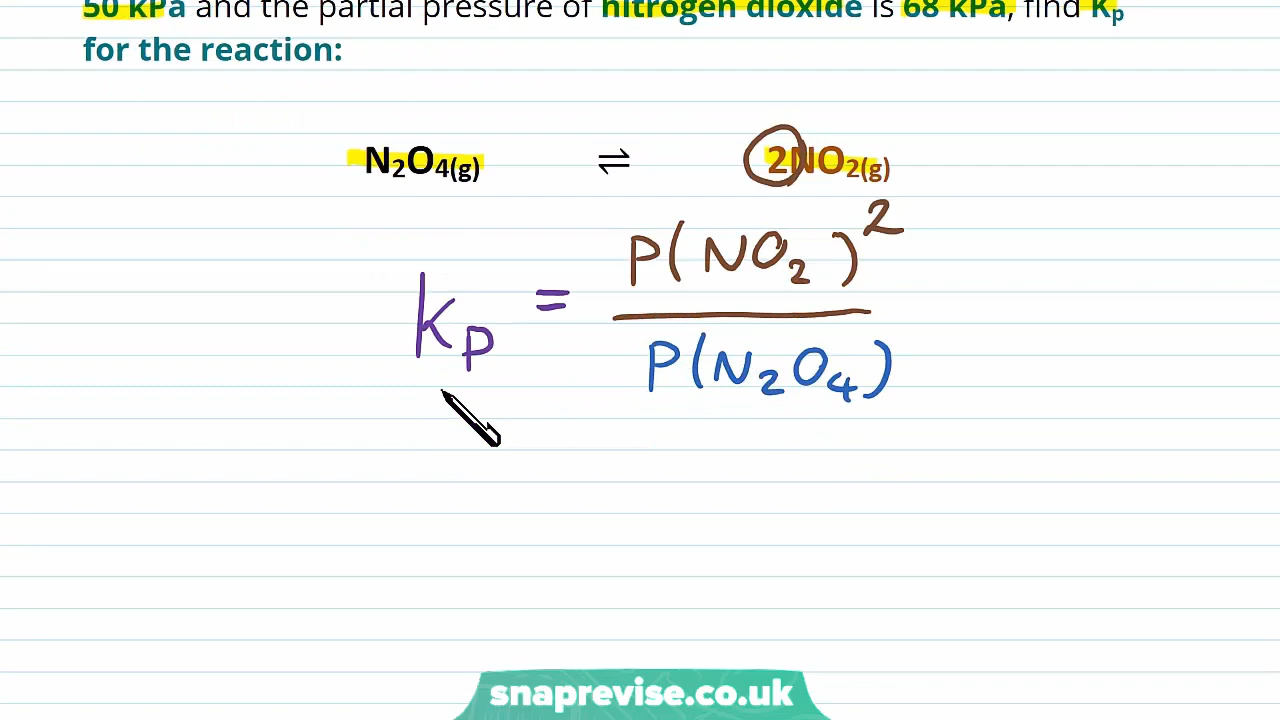 50 kPa and the partial pressure of nitrogen dioxide is 68 kPa, find Kₚ
for the reaction:
N₂O₄(g) ⇌ 2NO₂(g)
P(NO₂)²
Kₚ =
P(N₂O₄)
snaprevise.co.uk